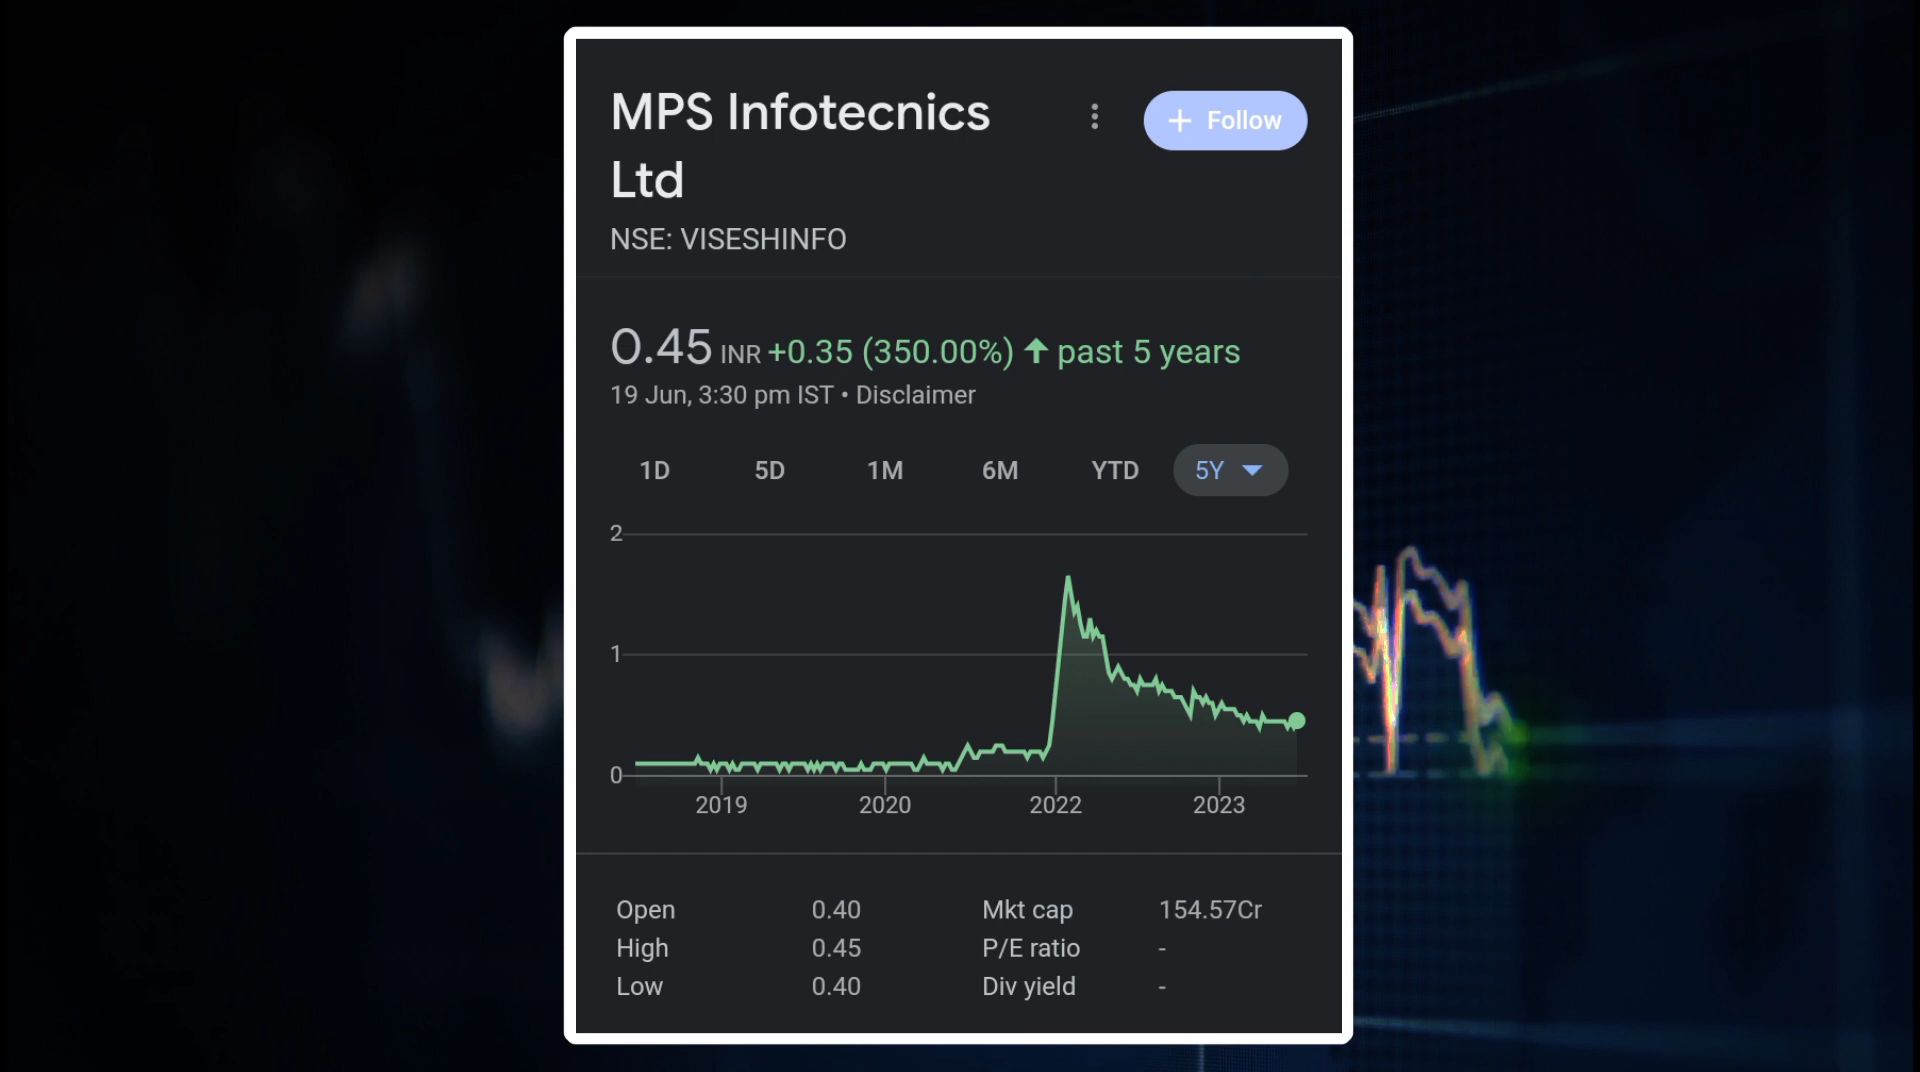 MPS Infotecnics
Ltd
+ Follow
NSE: VISESHINFO
0.45 INR +0.35 (350.00%) ↑ past 5 years
19 Jun, 3:30 pm IST • Disclaimer
1D 5D 1M 6M YTD 5Y
2
1
0
2019 2020 2022 2023
Open 0.40 Mkt cap 154.57Cr
High 0.45 P/E ratio -
Low 0.40 Div yield -